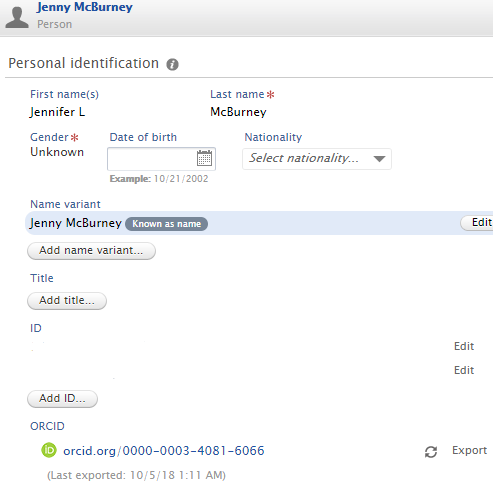 Jenny McBurney
Person
Personal identification i
First name(s) Last name *
Jennifer L McBurney
Gender * Date of birth Nationality
Unknown Select nationality...
Example: 10/21/2002
Name variant
Jenny McBurney Known as name Edit
Add name variant...
Title
Add title...
ID
Edit
Edit
Add ID...
ORCID
iD orcid.org/0000-0003-4081-6066 Export
(Last exported: 10/5/18 1:11 AM)